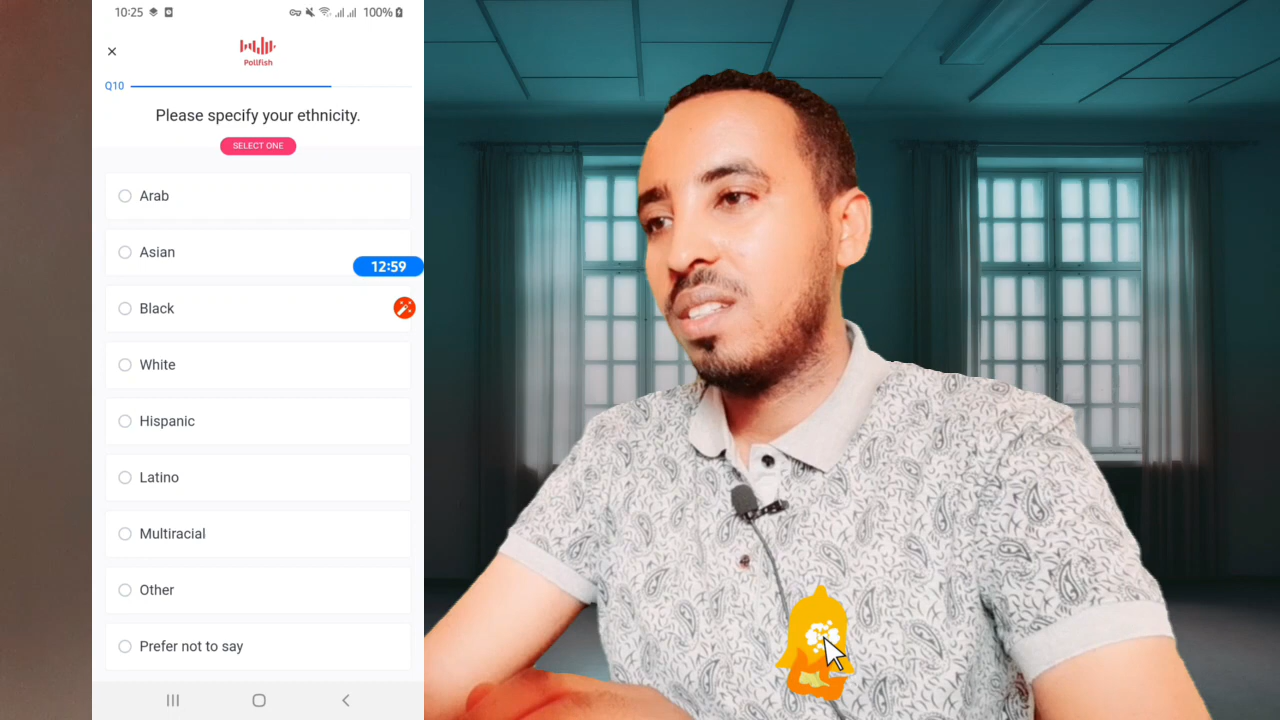 10:25
100%
Pollfish
Q10
Please specify your ethnicity.
SELECT ONE
Arab
Asian
12:59
Black
White
Hispanic
Latino
Multiracial
Other
Prefer not to say